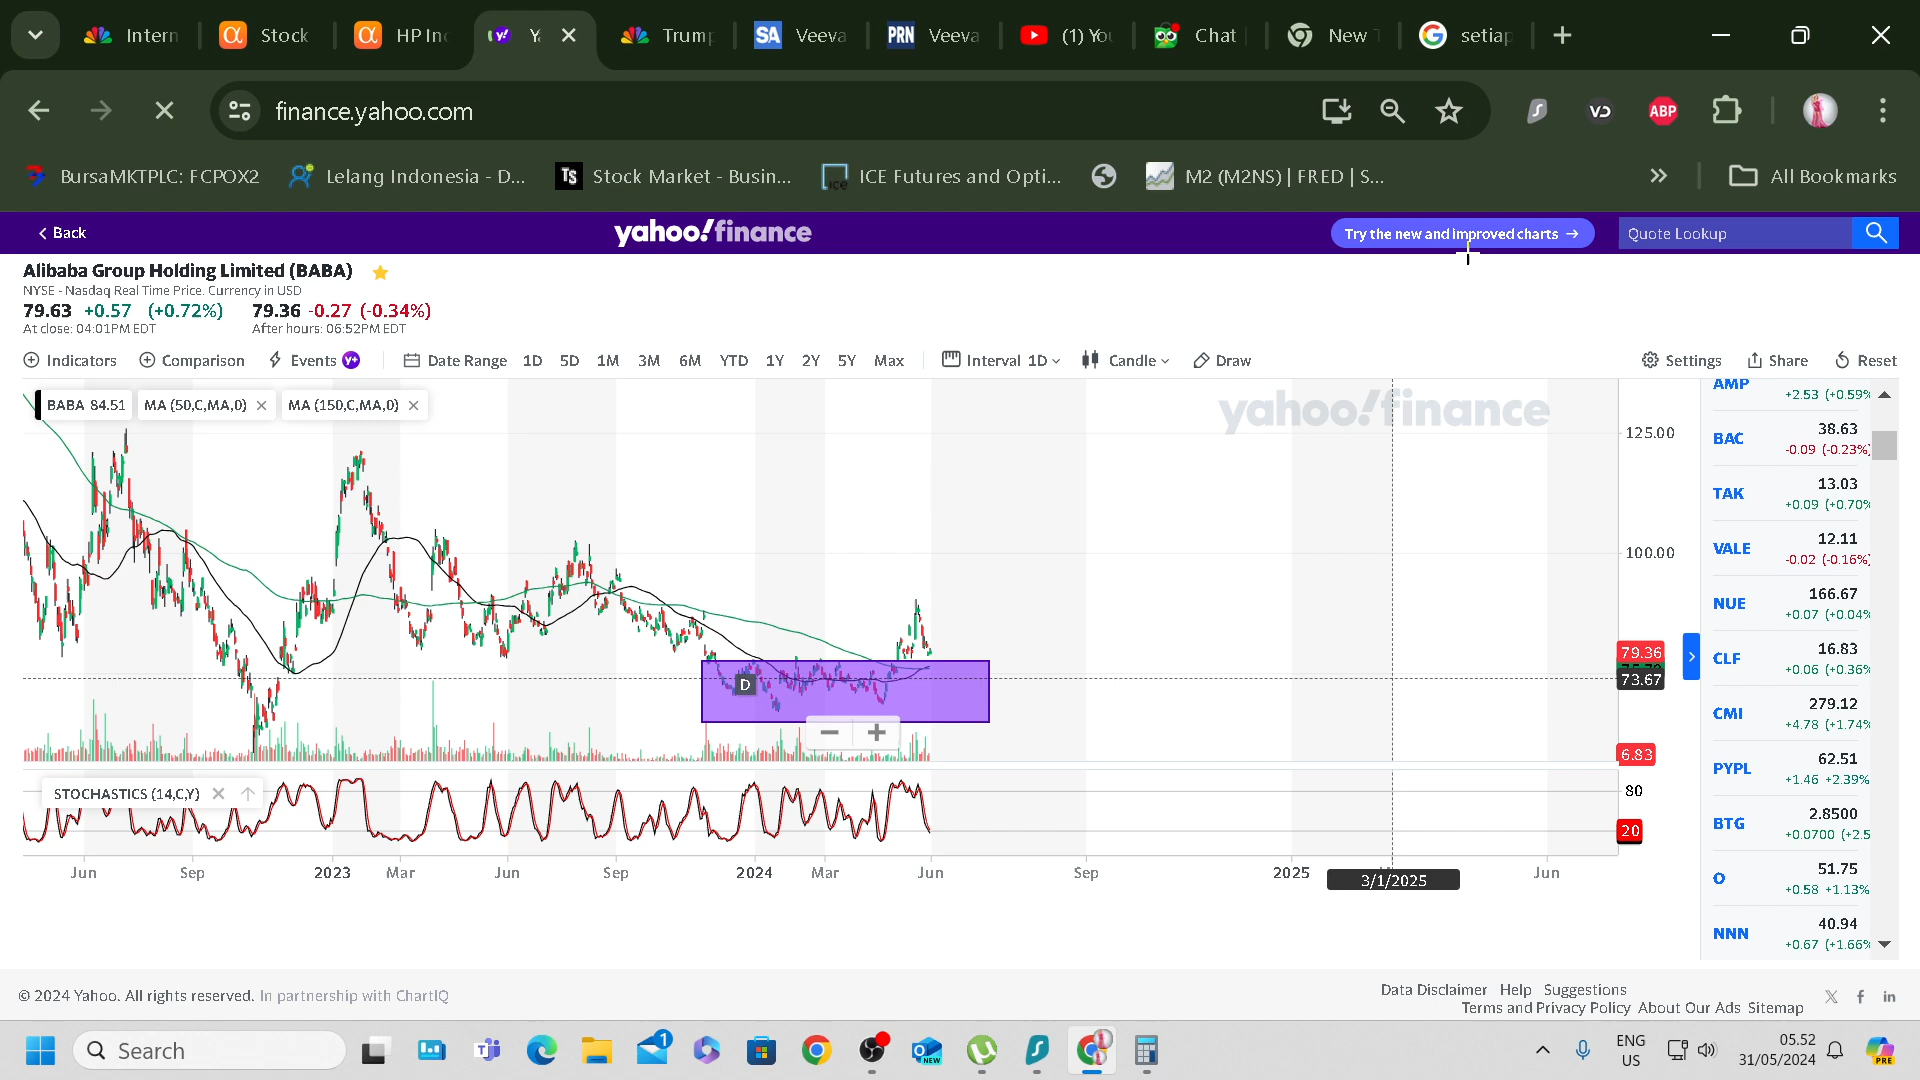 Intern
Stock
HP Inc
Y
Trump
SA Veeva
PRN Veeva
(1) You
Chat
New T
setiap
finance.yahoo.com
VD
ABP
BursaMKTPLC: FCPOX2
Lelang Indonesia - D...
TS Stock Market - Busin...
ICE Futures and Opti...
M2 (M2NS) | FRED | S...
All Bookmarks
Back
yahoo!finance
Try the new and improved charts →
Quote Lookup
Alibaba Group Holding Limited (BABA)
NYSE - Nasdaq Real Time Price. Currency in USD
79.63 +0.57 (+0.72%) 79.36 -0.27 (-0.34%)
At close: 04:01PM EDT After hours: 06:52PM EDT
Indicators Comparison Events y+ Date Range 1D 5D 1M 3M 6M YTD 1Y 2Y 5Y Max Interval 1D Candle Draw Settings Share Reset
BABA 84.51 MA (50,C,MA,0) MA (150,C,MA,0)
yahoo!finance
125.00
100.00
79.36
73.67
D
6.83
STOCHASTICS (14,C,Y)
80
20
Jun Sep 2023 Mar Jun Sep 2024 Mar Jun Sep 2025 3/1/2025 Jun
AMP
+2.53 (+0.59%
BAC 38.63
-0.09 (-0.23%)
TAK 13.03
+0.09 (+0.70%
VALE 12.11
-0.02 (-0.16%)
NUE 166.67
+0.07 (+0.04%
CLF 16.83
+0.06 (+0.36%
CMI 279.12
+4.78 (+1.74%
PYPL 62.51
+1.46 +2.39%
BTG 2.8500
+0.0700 (+2.5
O 51.75
+0.58 +1.13%
NNN 40.94
+0.67 (+1.66%
© 2024 Yahoo. All rights reserved. In partnership with ChartIQ
Data Disclaimer Help Suggestions
Terms and Privacy Policy About Our Ads Sitemap
Search
1
NEW
ENG
US
05.52
31/05/2024
PRE